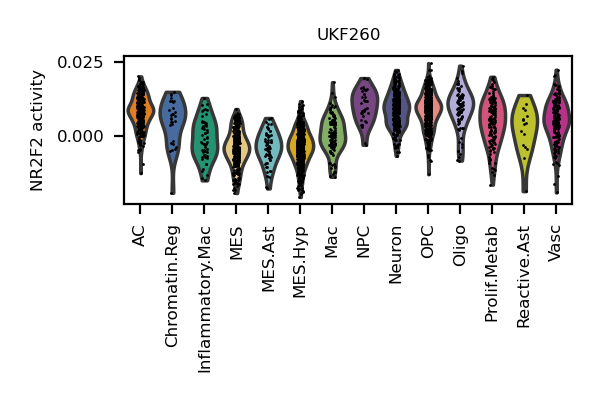 UKF260
NR2F2 activity
0.025
0.000
AC
Chromatin.Reg
Inflammatory.Mac
MES
MES.Ast
MES.Hyp
Mac
NPC
Neuron
OPC
Oligo
Prolif.Metab
Reactive.Ast
Vasc